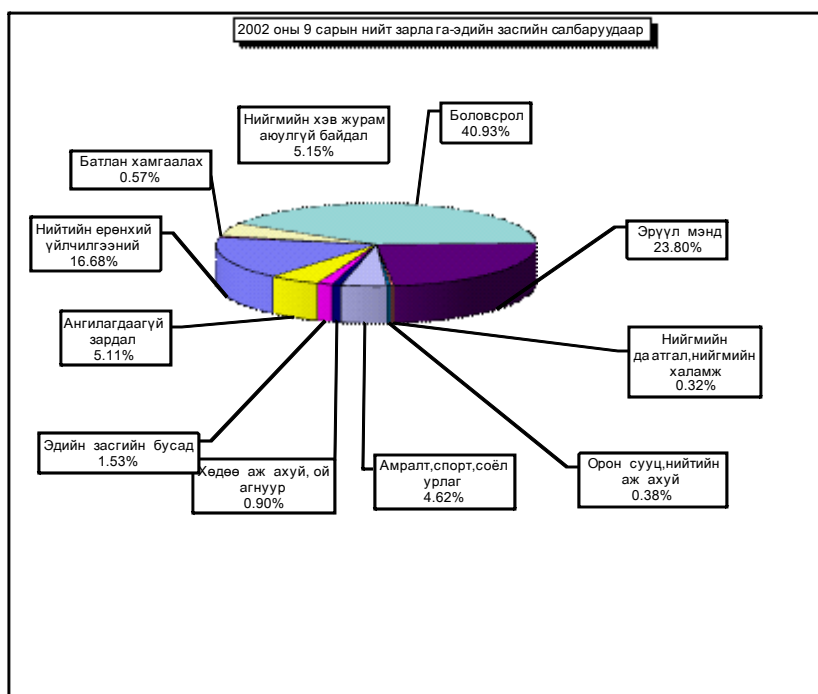 2002 оны 9 сарын нийт зарлага-эдийн засгийн салбаруудаар
Нийгмийн хэв журам
аюулгүй байдал
5.15%
Боловсрол
40.93%
Батлан хамгаалах
0.57%
Нийтийн ерөнхий
үйлчилгээний
16.68%
Эрүүл мэнд
23.80%
Ангилагдаагүй
зардал
5.11%
Нийгмийн
даатгал,нийгмийн
халамж
0.32%
Эдийн засгийн бусад
1.53%
Хөдөө аж ахуй, ой
агнуур
0.90%
Амралт,спорт,соёл
урлаг
4.62%
Орон сууц,нийтийн
аж ахуй
0.38%